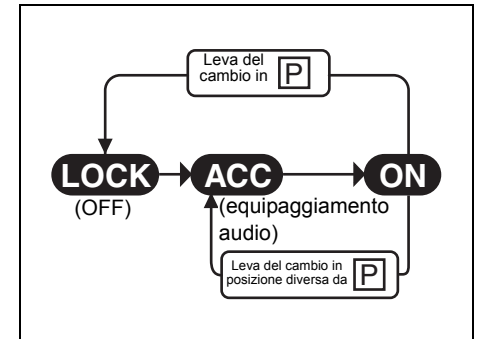 Leva del
cambio in P
LOCK ACC ON
(OFF) (equipaggiamento
audio)
Leva del cambio in
posizione diversa da P